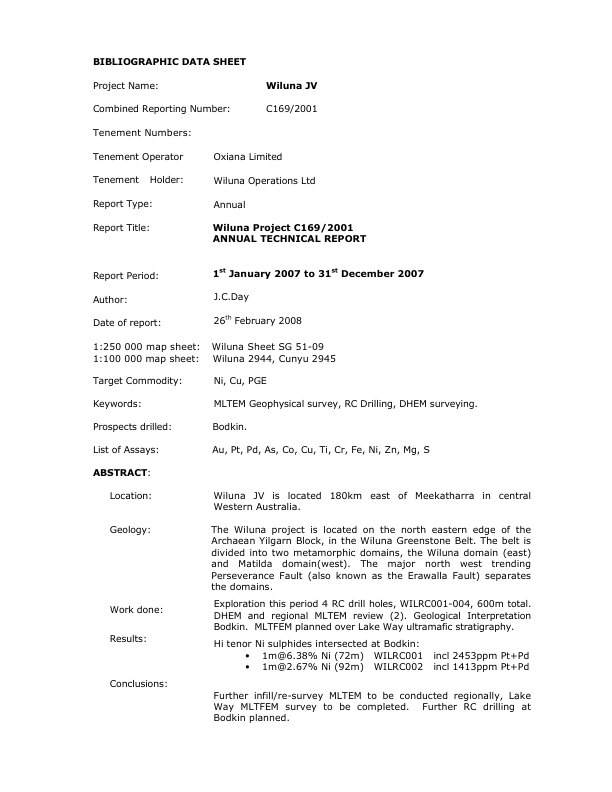 BIBLIOGRAPHIC DATA SHEET
Project Name: Wiluna JV
Combined Reporting Number: C169/2001
Tenement Numbers:
Tenement Operator Oxiana Limited
Tenement Holder: Wiluna Operations Ltd
Report Type: Annual
Report Title: Wiluna Project C169/2001
ANNUAL TECHNICAL REPORT
Report Period: 1st January 2007 to 31st December 2007
Author: J.C.Day
Date of report: 26th February 2008
1:250 000 map sheet: Wiluna Sheet SG 51-09
1:100 000 map sheet: Wiluna 2944, Cunyu 2945
Target Commodity: Ni, Cu, PGE
Keywords: MLTEM Geophysical survey, RC Drilling, DHEM surveying.
Prospects drilled: Bodkin.
List of Assays: Au, Pt, Pd, As, Co, Cu, Ti, Cr, Fe, Ni, Zn, Mg, S
ABSTRACT:
Location: Wiluna JV is located 180km east of Meekatharra in central
Western Australia.
Geology: The Wiluna project is located on the north eastern edge of the
Archaean Yilgarn Block, in the Wiluna Greenstone Belt. The belt is
divided into two metamorphic domains, the Wiluna domain (east)
and Matilda domain(west). The major north west trending
Perseverance Fault (also known as the Erawalla Fault) separates
the domains.
Work done: Exploration this period 4 RC drill holes, WILRC001-004, 600m total.
DHEM and regional MLTEM review (2). Geological Interpretation
Bodkin. MLTFEM planned over Lake Way ultramafic stratigraphy.
Results: Hi tenor Ni sulphides intersected at Bodkin:
• 1m@6.38% Ni (72m) WILRC001 incl 2453ppm Pt+Pd
• 1m@2.67% Ni (92m) WILRC002 incl 1413ppm Pt+Pd
Conclusions:
Further infill/re-survey MLTEM to be conducted regionally, Lake
Way MLTFEM survey to be completed. Further RC drilling at
Bodkin planned.